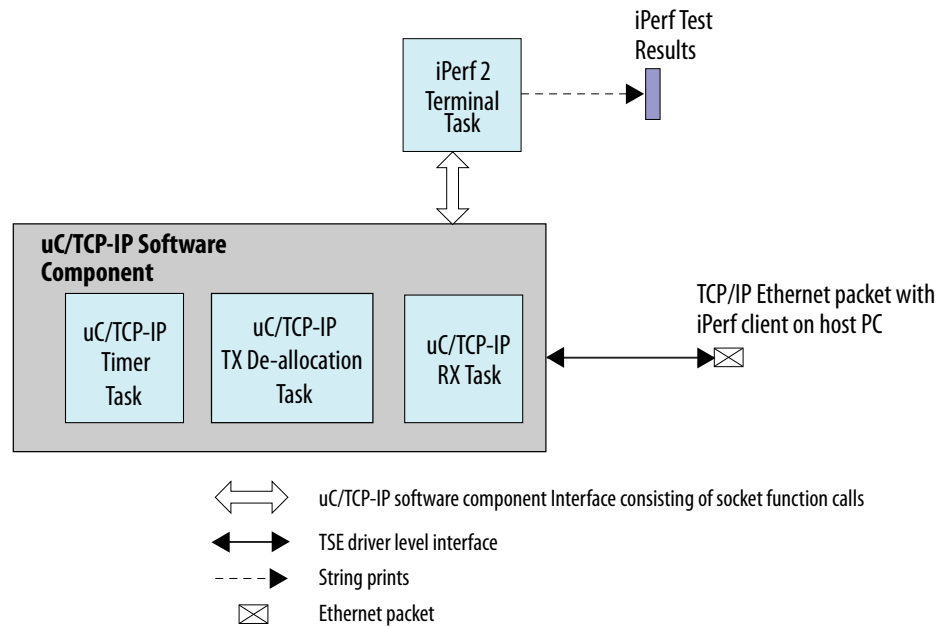 iPerf Test
Results
iPerf 2
Terminal
Task
uC/TCP-IP Software
Component
uC/TCP-IP
Timer
Task
uC/TCP-IP
TX De-allocation
Task
uC/TCP-IP
RX Task
TCP/IP Ethernet packet with
iPerf client on host PC
uC/TCP-IP software component Interface consisting of socket function calls
TSE driver level interface
String prints
Ethernet packet